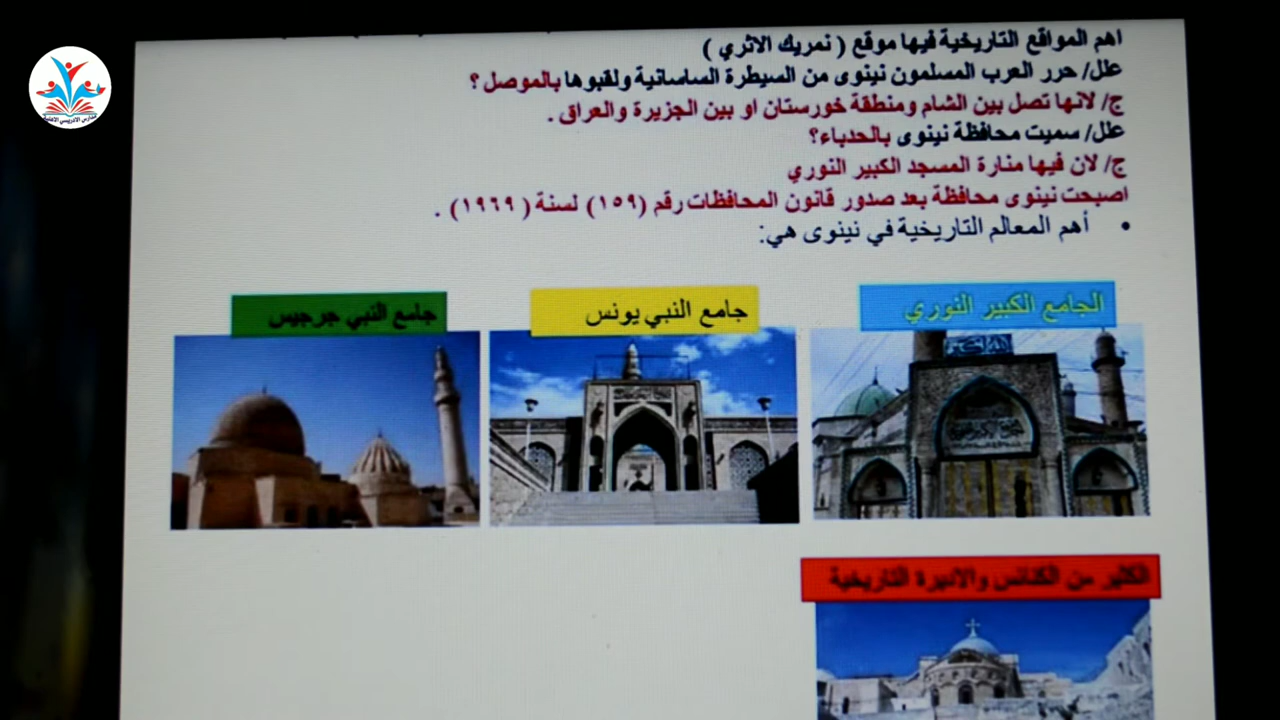 اهم المواقع التاريخية فيها موقع ( نمريك الاثري )
علل/ حرر العرب المسلمون نينوى من السيطرة الساسانية ولقبوها بالموصل ؟
ج/ لانها تصل بين الشام ومنطقة خورستان او بين الجزيرة والعراق .
علل/ سميت محافظة نينوى بالحدباء؟
ج/ لان فيها منارة المسجد الكبير النوري
اصبحت نينوى محافظة بعد صدور قانون المحافظات رقم (١٥٩) لسنة ( ١٩٦٩) .
• أهم المعالم التاريخية في نينوى هي:
الجامع الكبير النوري
جامع النبي يونس
جامع النبي جرجيس
الكثير من الكنائس والاديرة التاريخية